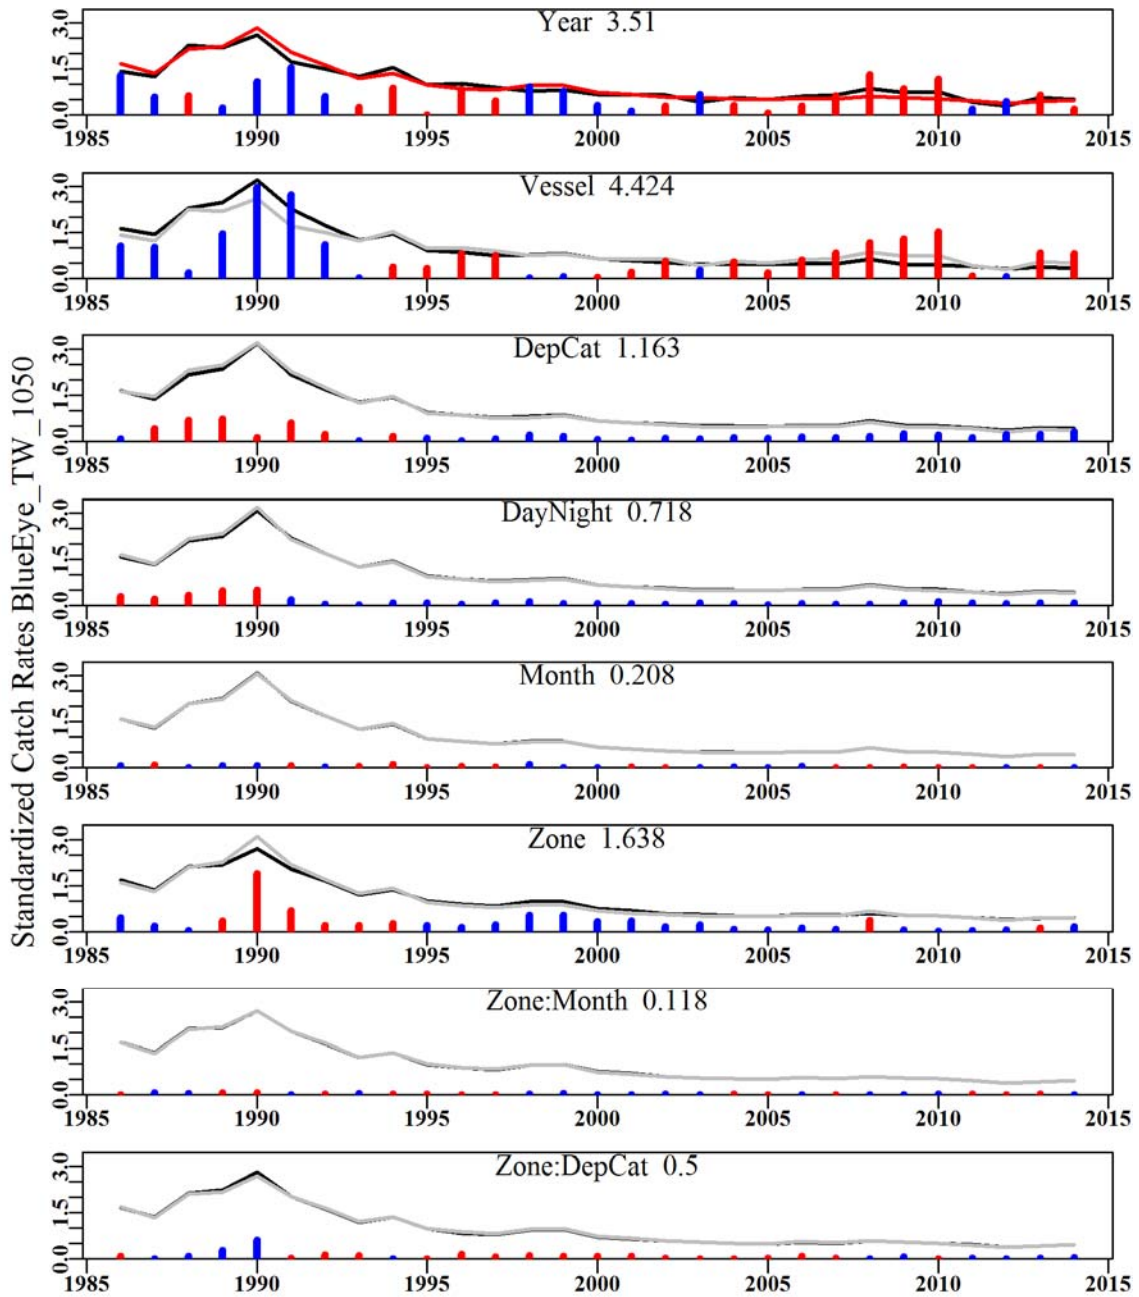 Standardized Catch Rates BlueEye_TW_1050
Year 3.51
0.0 1.5 3.0
1985 1990 1995 2000 2005 2010 2015
Vessel 4.424
0.0 1.5 3.0
1985 1990 1995 2000 2005 2010 2015
DepCat 1.163
0.0 1.5 3.0
1985 1990 1995 2000 2005 2010 2015
DayNight 0.718
0.0 1.5 3.0
1985 1990 1995 2000 2005 2010 2015
Month 0.208
0.0 1.5 3.0
1985 1990 1995 2000 2005 2010 2015
Zone 1.638
0.0 1.5 3.0
1985 1990 1995 2000 2005 2010 2015
Zone:Month 0.118
0.0 1.5 3.0
1985 1990 1995 2000 2005 2010 2015
Zone:DepCat 0.5
0.0 1.5 3.0
1985 1990 1995 2000 2005 2010 2015